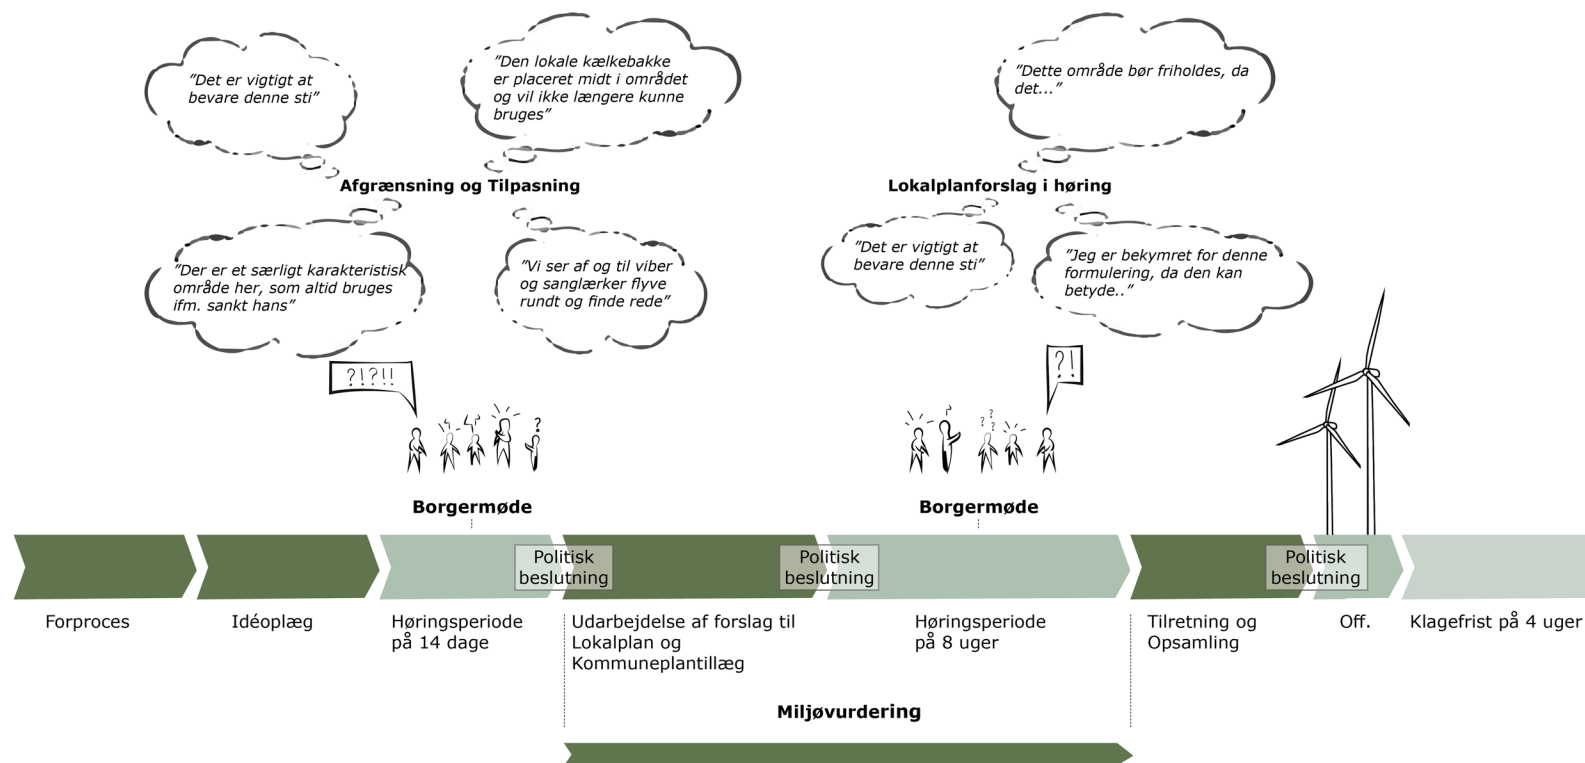 "Det er vigtigt at
bevare denne sti"
"Den lokale kælkebakke
er placeret midt i området
og vil ikke længere kunne
bruges"
"Dette område bør friholdes, da
det..."
Afgrænsning og Tilpasning
Lokalplanforslag i høring
"Der er et særligt karakteristisk
område her, som altid bruges
ifm. sankt hans"
"Vi ser af og til viber
og sanglærker flyve
rundt og finde rede"
"Det er vigtigt at
bevare denne sti"
"Jeg er bekymret for denne
formulering, da den kan
betyde.."
?!?!!
?!
?
? ?
?
Borgermøde
Borgermøde
Politisk
beslutning
Politisk
beslutning
Politisk
beslutning
Forproces
Idéoplæg
Høringsperiode
på 14 dage
Udarbejdelse af forslag til
Lokalplan og
Kommuneplantillæg
Høringsperiode
på 8 uger
Tilretning og
Opsamling
Off.
Klagefrist på 4 uger
Miljøvurdering